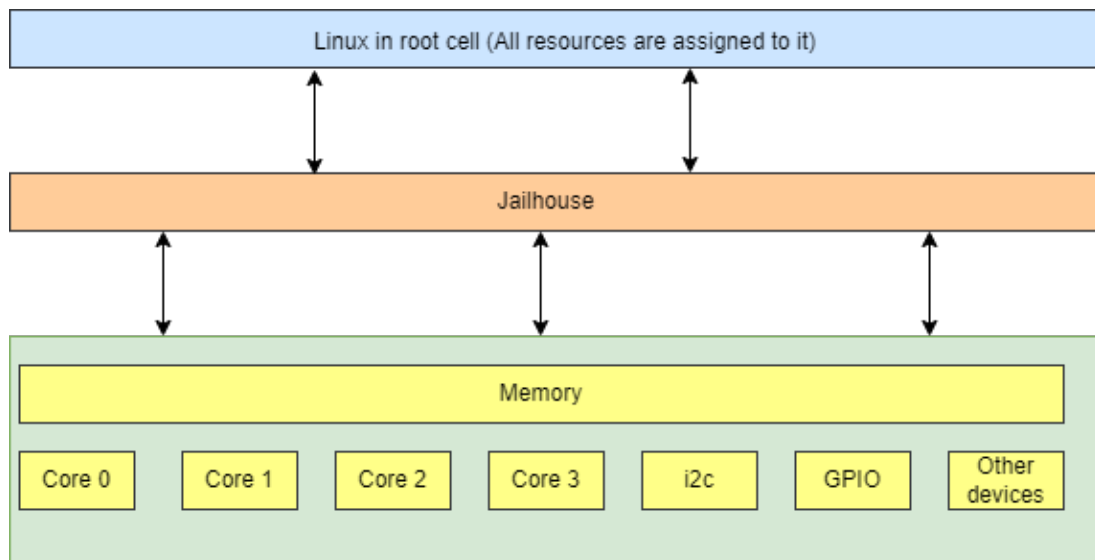 Linux in root cell (All resources are assigned to it)
Jailhouse
Memory
Core 0
Core 1
Core 2
Core 3
i2c
GPIO
Other
devices